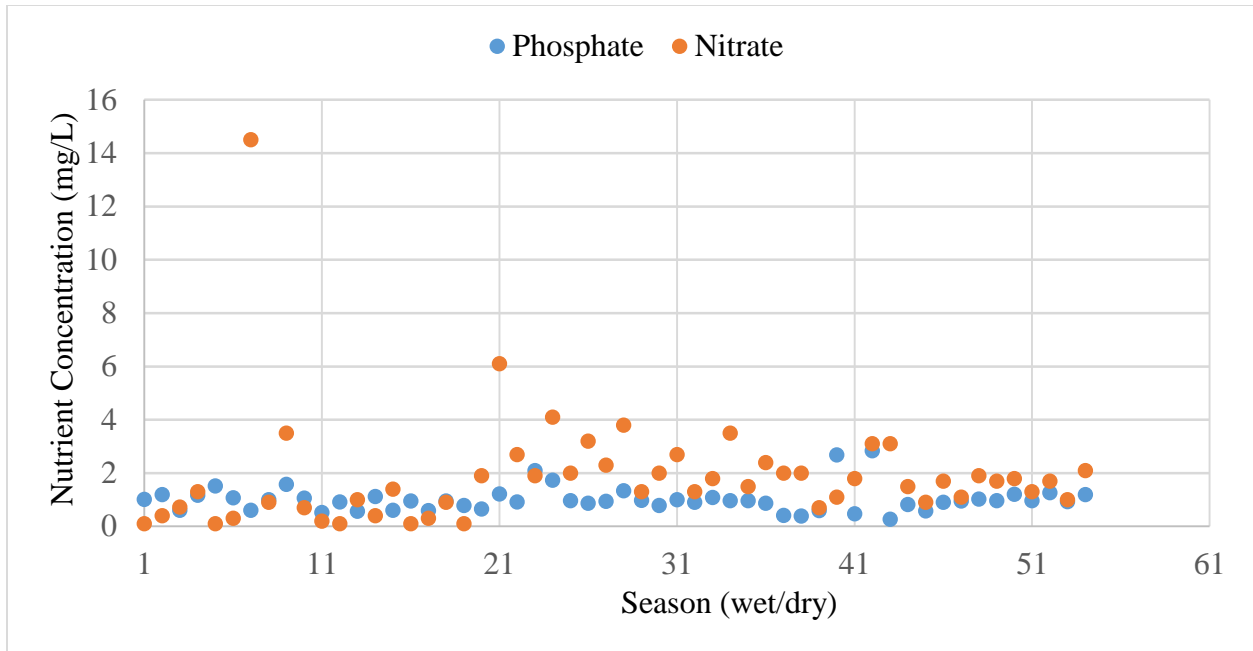 Phosphate Nitrate
Nutrient Concentration (mg/L)
16
14
12
10
8
6
4
2
0
1 11 21 31 41 51 61
Season (wet/dry)